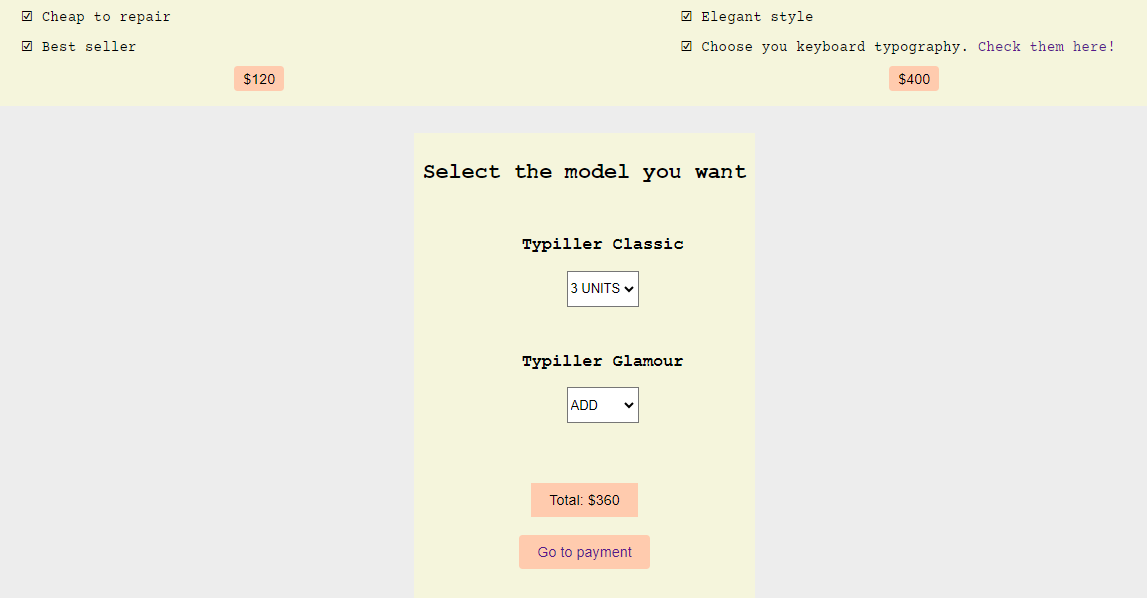 ☑ Cheap to repair
☑ Best seller
$120
☑ Elegant style
☑ Choose you keyboard typography. Check them here!
$400
Select the model you want
Typiller Classic
3 UNITS
Typiller Glamour
ADD
Total: $360
Go to payment